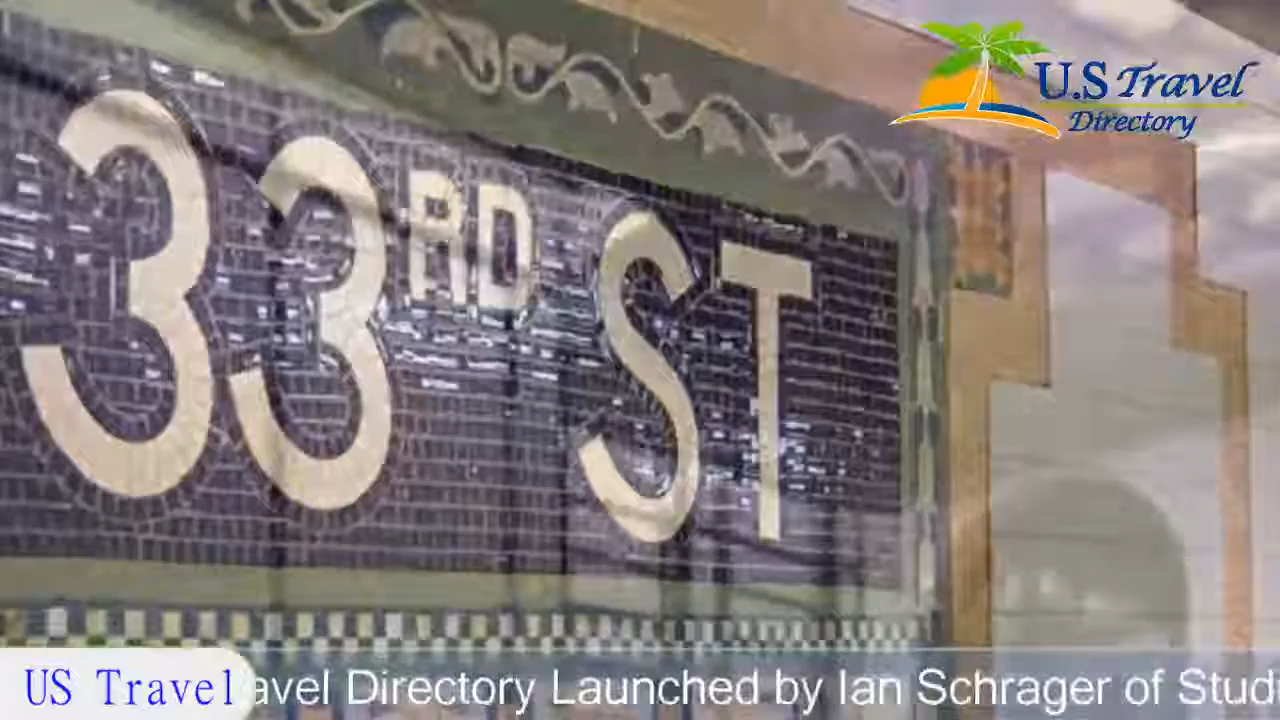 33RD ST
U.S Travel
Directory
US Travel
avel Directory Launched by Ian Schrager of Stud